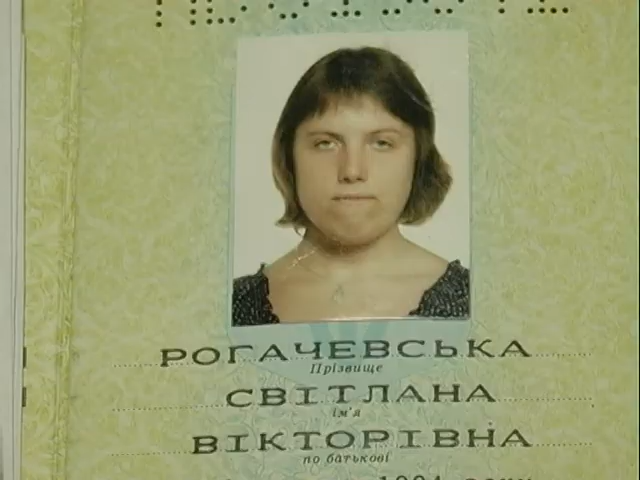 РОГАЧЕВСЬКА
Прізвище
СВІТЛАНА
ім'я
ВІКТОРІВНА
по батькові